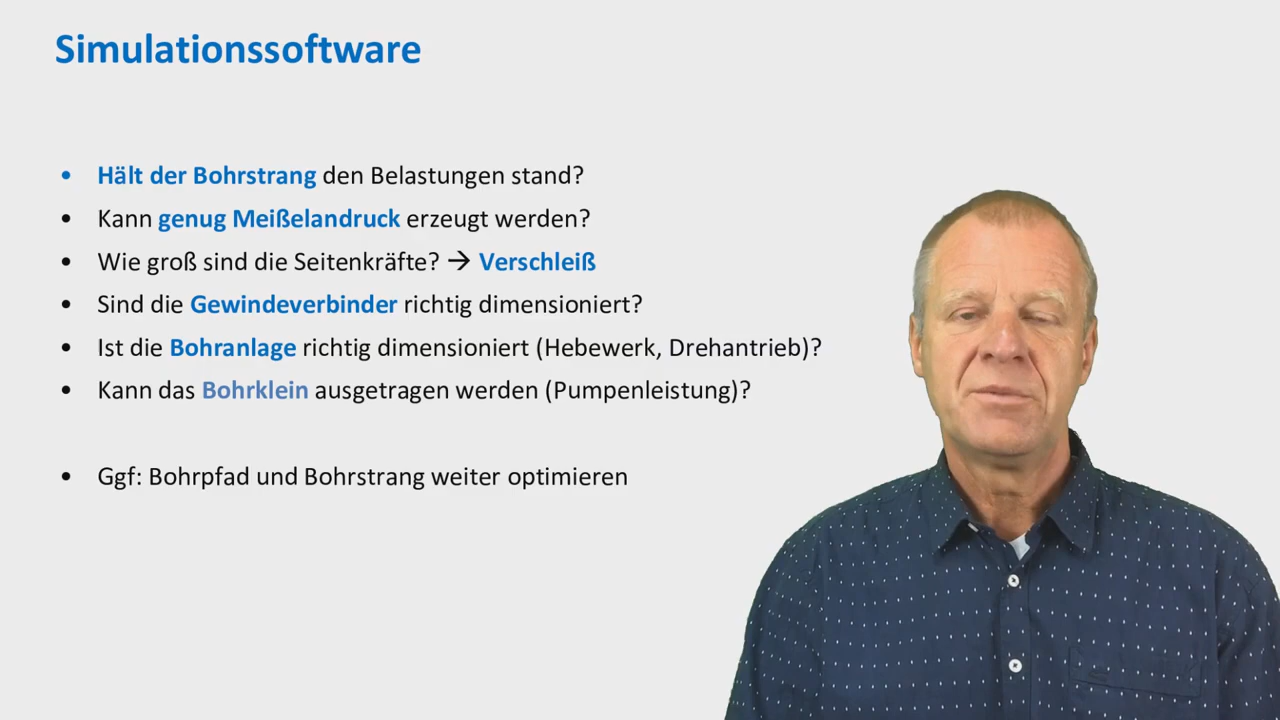 Simulationssoftware
• Hält der Bohrstrang den Belastungen stand?
• Kann genug Meißelandruck erzeugt werden?
• Wie groß sind die Seitenkräfte? → Verschleiß
• Sind die Gewindeverbinder richtig dimensioniert?
• Ist die Bohranlage richtig dimensioniert (Hebewerk, Drehantrieb)?
• Kann das Bohrklein ausgetragen werden (Pumpenleistung)?
• Ggf: Bohrpfad und Bohrstrang weiter optimieren